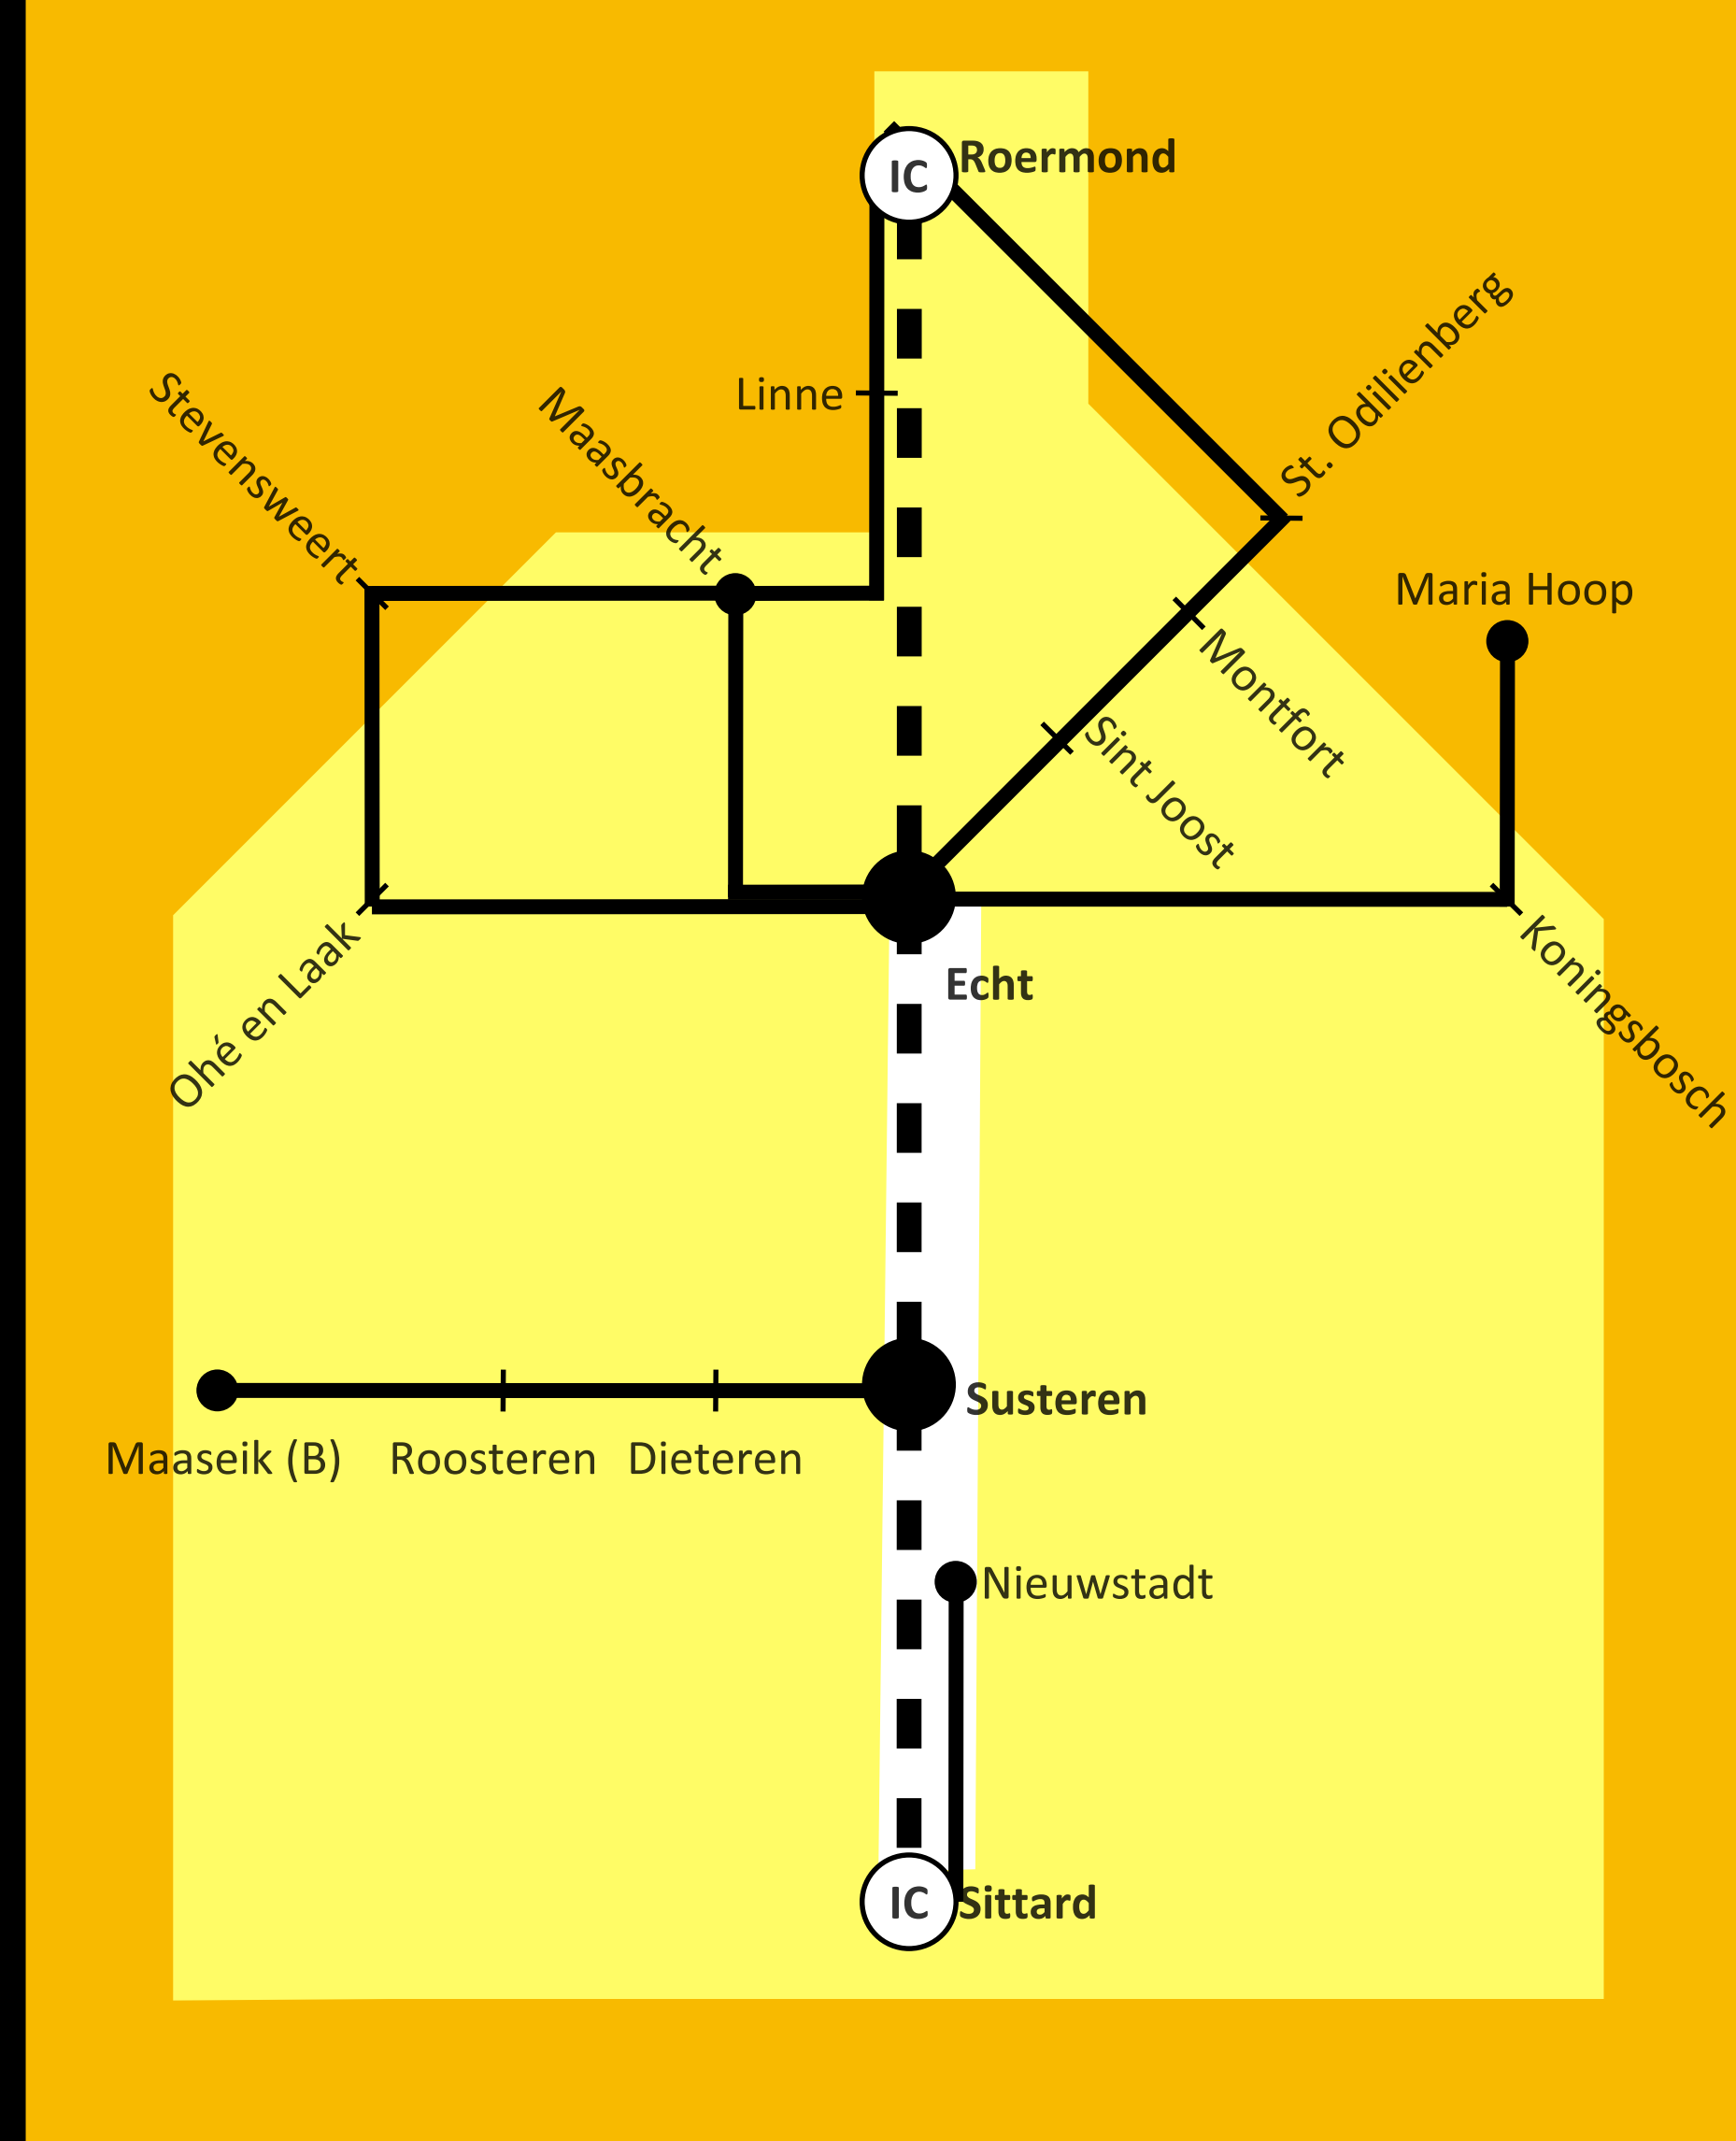 IC
Roermond
St. Odilienberg
Linne
Stevensweert
Maasbracht
Maria Hoop
Montfort
Sint Joost
Echt
Ohé en Laak
Koningsbosch
Susteren
Maaseik (B)
Roosteren
Dieteren
Nieuwstadt
IC
Sittard